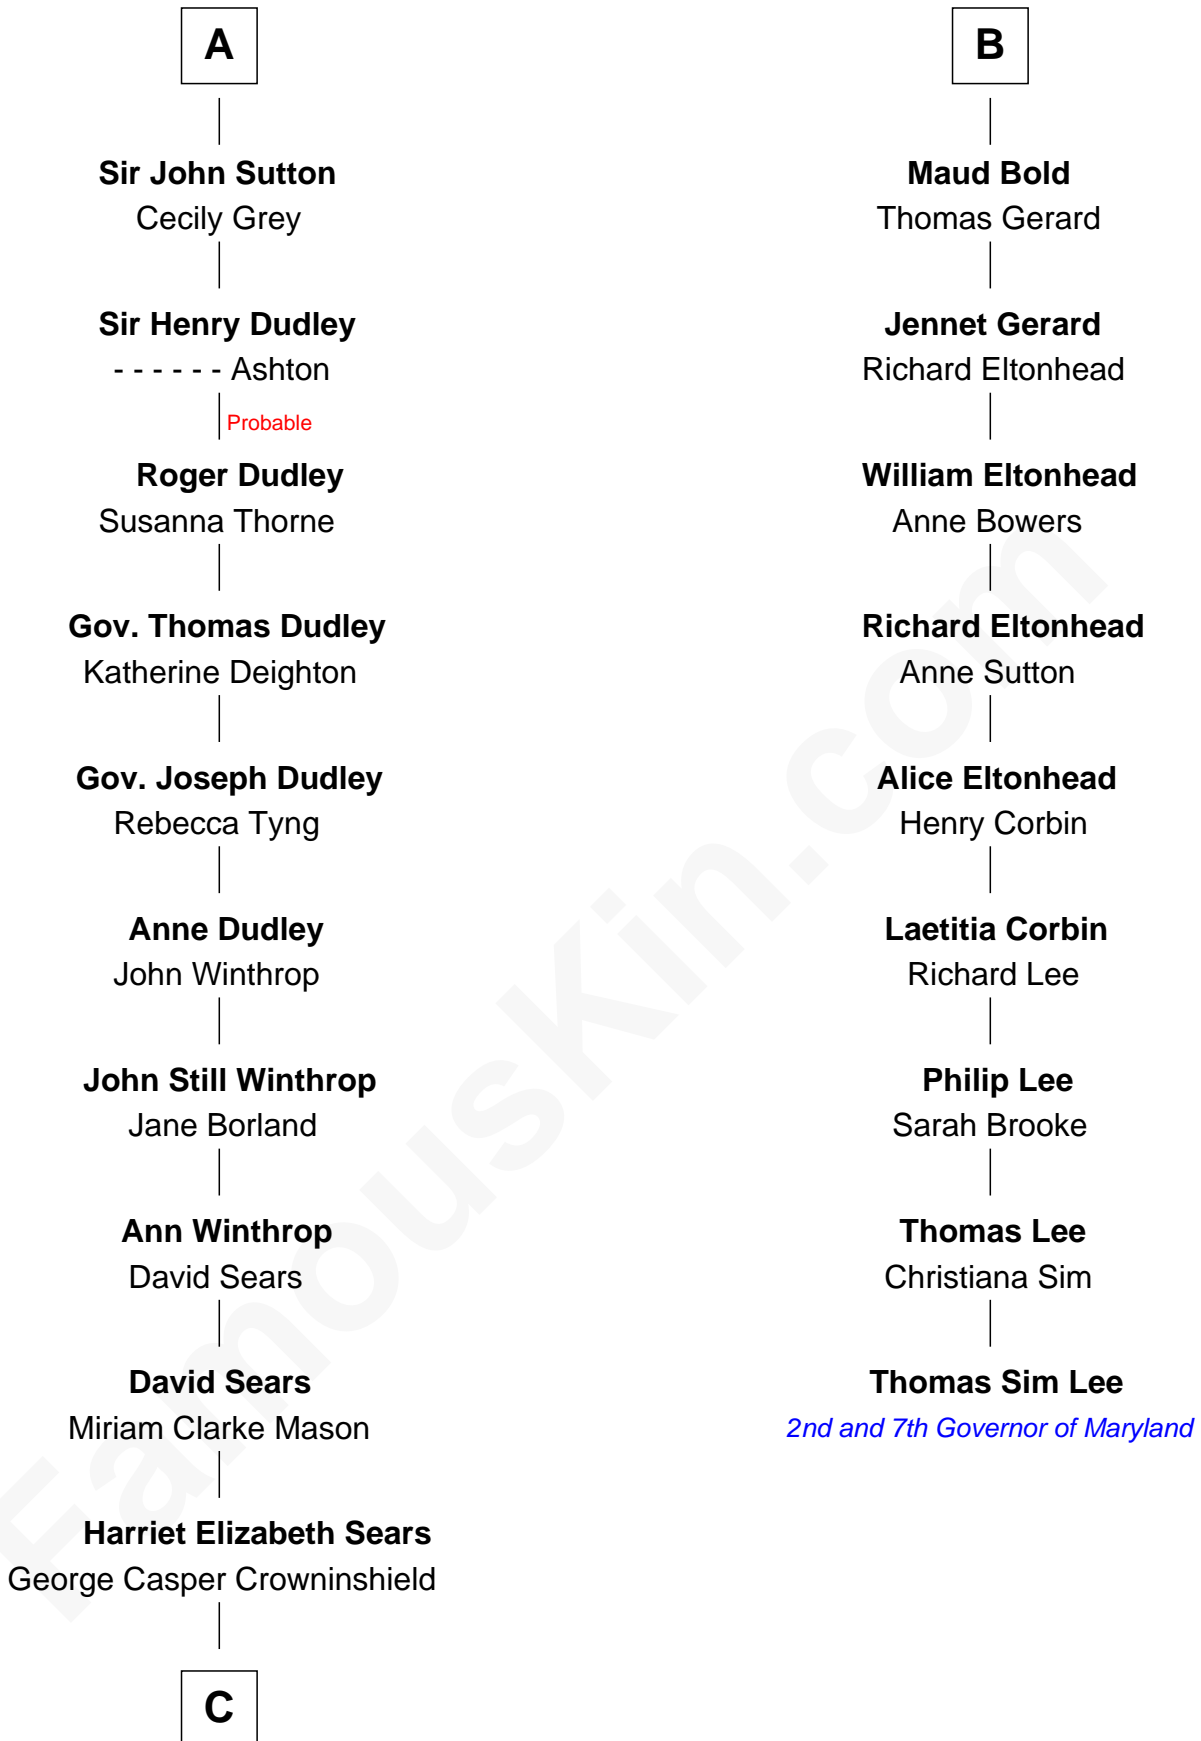 A
Sir John Sutton
Cecily Grey
Sir Henry Dudley
- - - - - - Ashton
Probable
Roger Dudley
Susanna Thorne
Gov. Thomas Dudley
Katherine Deighton
Gov. Joseph Dudley
Rebecca Tyng
Anne Dudley
John Winthrop
John Still Winthrop
Jane Borland
Ann Winthrop
David Sears
David Sears
Miriam Clarke Mason
Harriet Elizabeth Sears
George Casper Crowninshield
C
B
Maud Bold
Thomas Gerard
Jennet Gerard
Richard Eltonhead
William Eltonhead
Anne Bowers
Richard Eltonhead
Anne Sutton
Alice Eltonhead
Henry Corbin
Laetitia Corbin
Richard Lee
Philip Lee
Sarah Brooke
Thomas Lee
Christiana Sim
Thomas Sim Lee
2nd and 7th Governor of Maryland
FamousKin.com